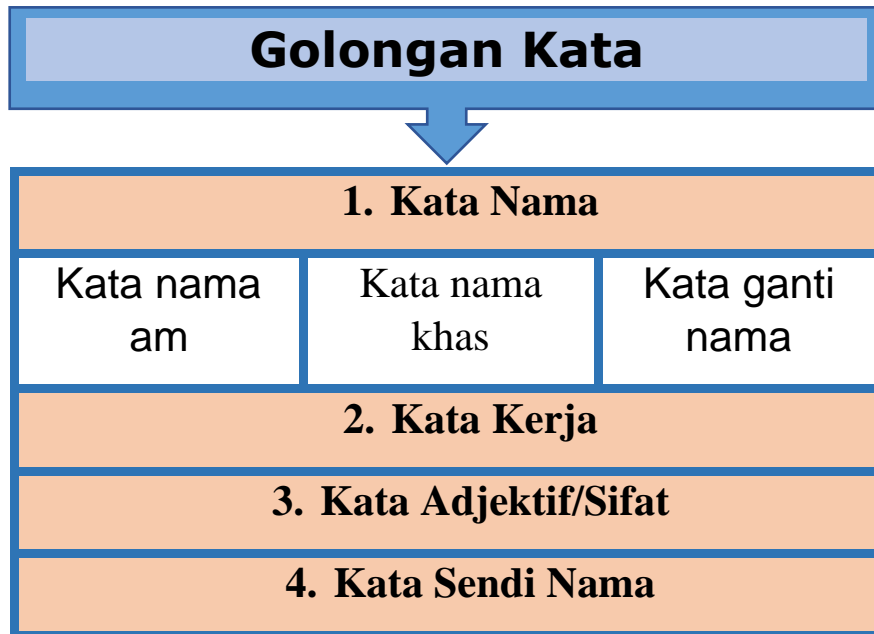 Golongan Kata
1. Kata Nama
Kata nama
am
Kata nama
khas
Kata ganti
nama
2. Kata Kerja
3. Kata Adjektif/Sifat
4. Kata Sendi Nama